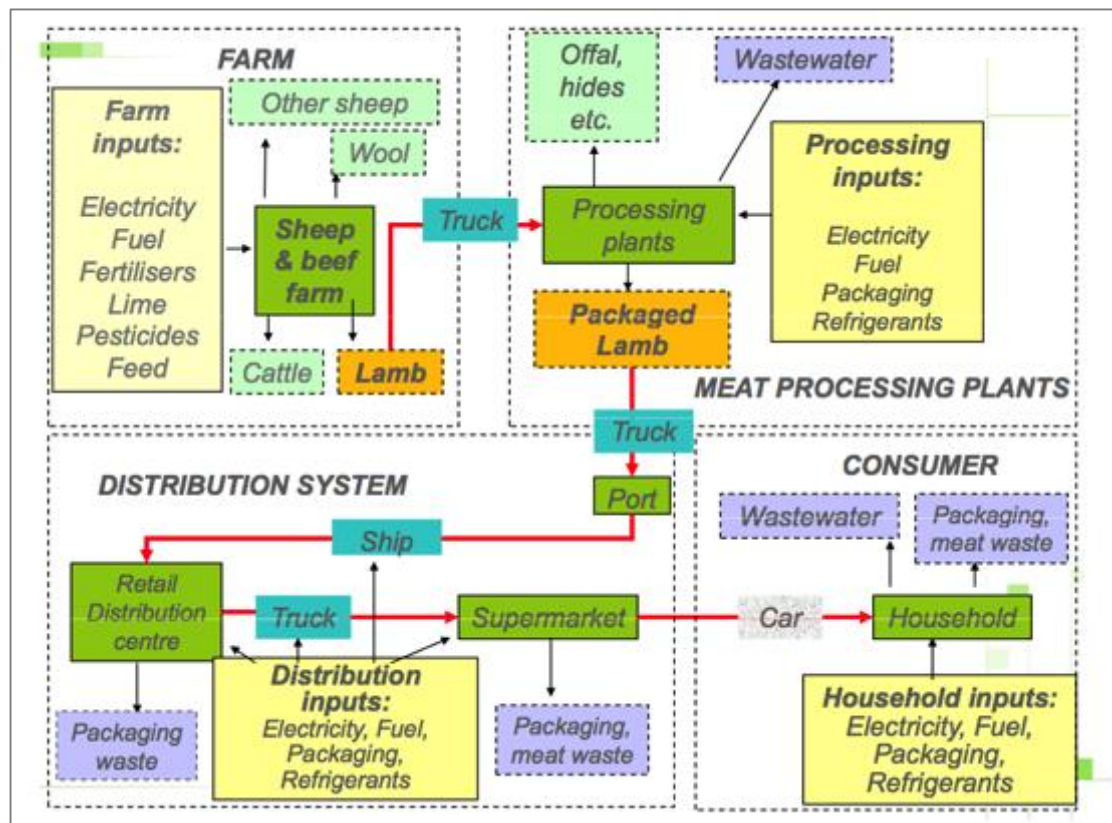 FARM
Farm
inputs:
Electricity
Fuel
Fertilisers
Lime
Pesticides
Feed
Other sheep
Wool
Sheep
& beef
farm
Cattle
Lamb
Truck
Offal,
hides
etc.
Wastewater
Processing
plants
Processing
inputs:
Electricity
Fuel
Packaging
Refrigerants
Packaged
Lamb
MEAT PROCESSING PLANTS
Truck
DISTRIBUTION SYSTEM
Port
Ship
Retail
Distribution
centre
Truck
Supermarket
Distribution
inputs:
Electricity, Fuel,
Packaging,
Refrigerants
Packaging
waste
Packaging,
meat waste
CONSUMER
Wastewater
Packaging,
meat waste
Car
Household
Household inputs:
Electricity, Fuel,
Packaging,
Refrigerants